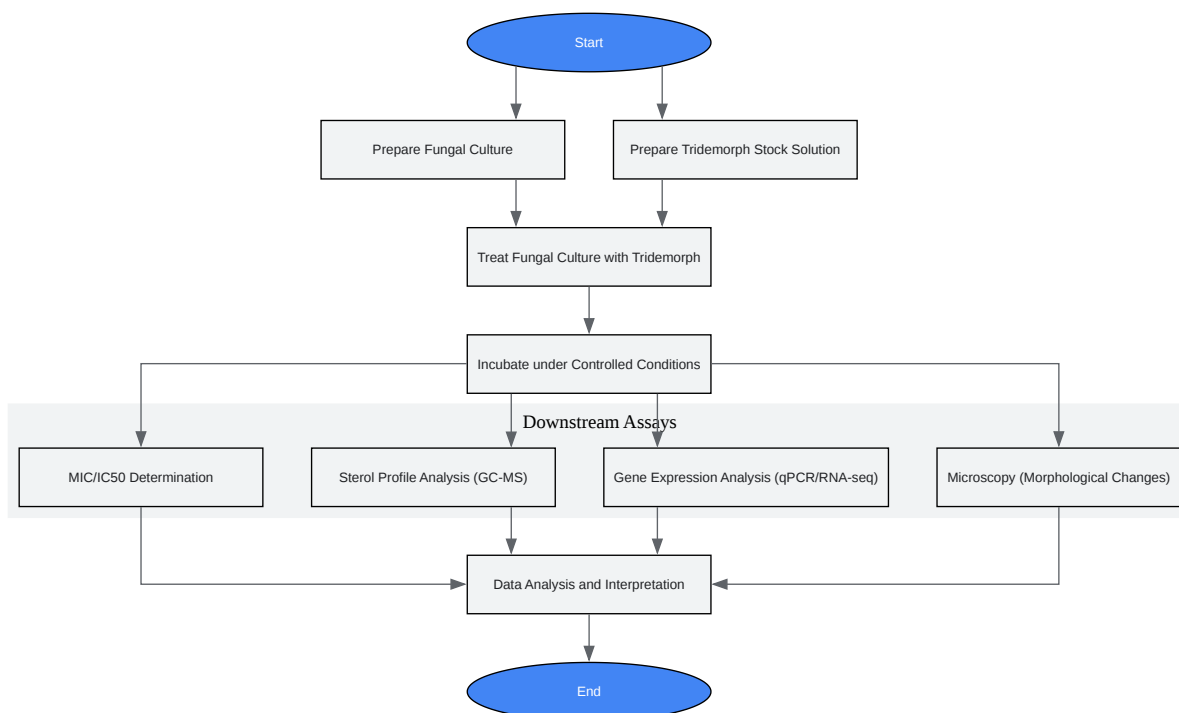 Start
Prepare Fungal Culture
Prepare Tridemorph Stock Solution
Treat Fungal Culture with Tridemorph
Incubate under Controlled Conditions
Downstream Assays
MIC/IC50 Determination
Sterol Profile Analysis (GC-MS)
Gene Expression Analysis (qPCR/RNA-seq)
Microscopy (Morphological Changes)
Data Analysis and Interpretation
End